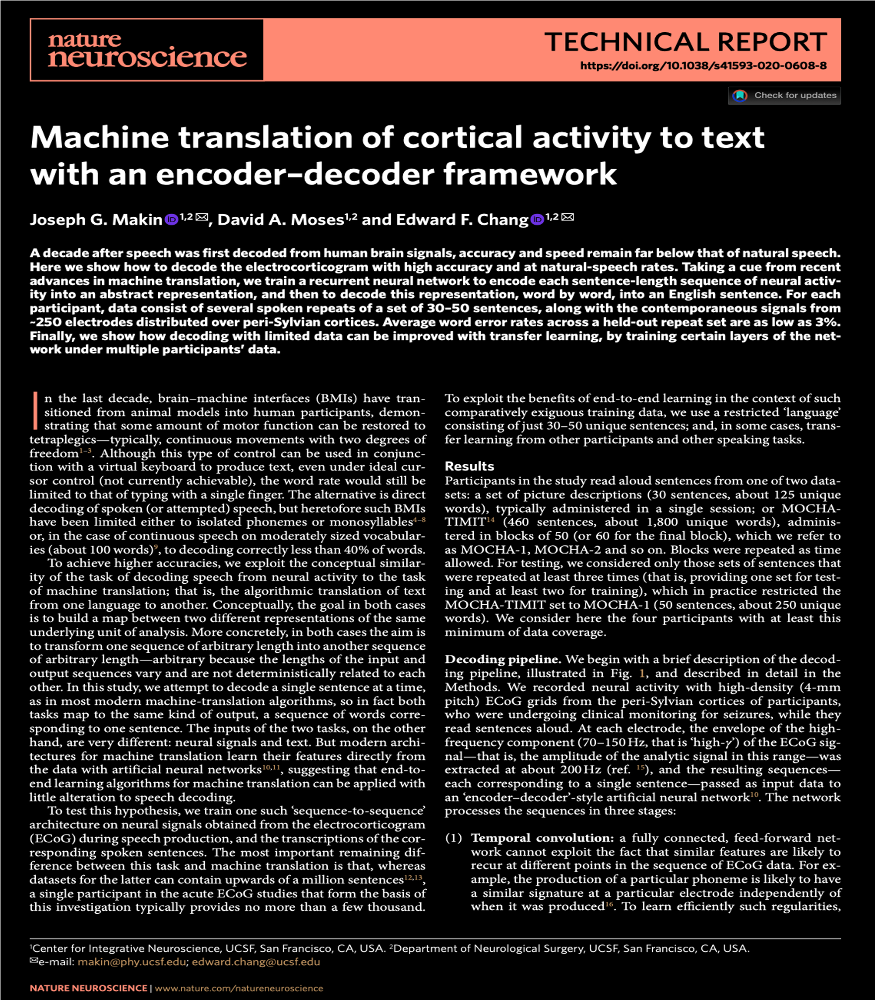 nature
neuroscience
TECHNICAL REPORT
https://doi.org/10.1038/s41593-020-0608-8
Check for updates
Machine translation of cortical activity to text
with an encoder–decoder framework
Joseph G. Makin iD 1,2 ✉, David A. Moses1,2 and Edward F. Chang iD 1,2 ✉
A decade after speech was first decoded from human brain signals, accuracy and speed remain far below that of natural speech.
Here we show how to decode the electrocorticogram with high accuracy and at natural-speech rates. Taking a cue from recent
advances in machine translation, we train a recurrent neural network to encode each sentence-length sequence of neural activ-
ity into an abstract representation, and then to decode this representation, word by word, into an English sentence. For each
participant, data consist of several spoken repeats of a set of 30–50 sentences, along with the contemporaneous signals from
~250 electrodes distributed over peri-Sylvian cortices. Average word error rates across a held-out repeat set are as low as 3%.
Finally, we show how decoding with limited data can be improved with transfer learning, by training certain layers of the net-
work under multiple participants’ data.
In the last decade, brain–machine interfaces (BMIs) have tran-
sitioned from animal models into human participants, demon-
strating that some amount of motor function can be restored to
tetraplegics—typically, continuous movements with two degrees of
freedom1–3. Although this type of control can be used in conjunc-
tion with a virtual keyboard to produce text, even under ideal cur-
sor control (not currently achievable), the word rate would still be
limited to that of typing with a single finger. The alternative is direct
decoding of spoken (or attempted) speech, but heretofore such BMIs
have been limited either to isolated phonemes or monosyllables4–8
or, in the case of continuous speech on moderately sized vocabular-
ies (about 100 words)9, to decoding correctly less than 40% of words.
To achieve higher accuracies, we exploit the conceptual similar-
ity of the task of decoding speech from neural activity to the task
of machine translation; that is, the algorithmic translation of text
from one language to another. Conceptually, the goal in both cases
is to build a map between two different representations of the same
underlying unit of analysis. More concretely, in both cases the aim is
to transform one sequence of arbitrary length into another sequence
of arbitrary length—arbitrary because the lengths of the input and
output sequences vary and are not deterministically related to each
other. In this study, we attempt to decode a single sentence at a time,
as in most modern machine-translation algorithms, so in fact both
tasks map to the same kind of output, a sequence of words corre-
sponding to one sentence. The inputs of the two tasks, on the other
hand, are very different: neural signals and text. But modern archi-
tectures for machine translation learn their features directly from
the data with artificial neural networks10,11, suggesting that end-to-
end learning algorithms for machine translation can be applied with
little alteration to speech decoding.
To test this hypothesis, we train one such ‘sequence-to-sequence’
architecture on neural signals obtained from the electrocorticogram
(ECoG) during speech production, and the transcriptions of the cor-
responding spoken sentences. The most important remaining dif-
ference between this task and machine translation is that, whereas
datasets for the latter can contain upwards of a million sentences12,13,
a single participant in the acute ECoG studies that form the basis of
this investigation typically provides no more than a few thousand.
To exploit the benefits of end-to-end learning in the context of such
comparatively exiguous training data, we use a restricted ‘language’
consisting of just 30–50 unique sentences; and, in some cases, trans-
fer learning from other participants and other speaking tasks.
Results
Participants in the study read aloud sentences from one of two data-
sets: a set of picture descriptions (30 sentences, about 125 unique
words), typically administered in a single session; or MOCHA-
TIMIT14 (460 sentences, about 1,800 unique words), adminis-
tered in blocks of 50 (or 60 for the final block), which we refer to
as MOCHA-1, MOCHA-2 and so on. Blocks were repeated as time
allowed. For testing, we considered only those sets of sentences that
were repeated at least three times (that is, providing one set for test-
ing and at least two for training), which in practice restricted the
MOCHA-TIMIT set to MOCHA-1 (50 sentences, about 250 unique
words). We consider here the four participants with at least this
minimum of data coverage.
Decoding pipeline. We begin with a brief description of the decod-
ing pipeline, illustrated in Fig. 1, and described in detail in the
Methods. We recorded neural activity with high-density (4-mm
pitch) ECoG grids from the peri-Sylvian cortices of participants,
who were undergoing clinical monitoring for seizures, while they
read sentences aloud. At each electrode, the envelope of the high-
frequency component (70–150 Hz, that is ‘high-γ’) of the ECoG sig-
nal—that is, the amplitude of the analytic signal in this range—was
extracted at about 200 Hz (ref. 15), and the resulting sequences—
each corresponding to a single sentence—passed as input data to
an ‘encoder–decoder’-style artificial neural network10. The network
processes the sequences in three stages:
(1) Temporal convolution: a fully connected, feed-forward net-
work cannot exploit the fact that similar features are likely to
recur at different points in the sequence of ECoG data. For ex-
ample, the production of a particular phoneme is likely to have
a similar signature at a particular electrode independently of
when it was produced16. To learn efficiently such regularities,
1Center for Integrative Neuroscience, UCSF, San Francisco, CA, USA. 2Department of Neurological Surgery, UCSF, San Francisco, CA, USA.
✉e-mail: makin@phy.ucsf.edu; edward.chang@ucsf.edu
NATURE NEUROSCIENCE | www.nature.com/natureneuroscience